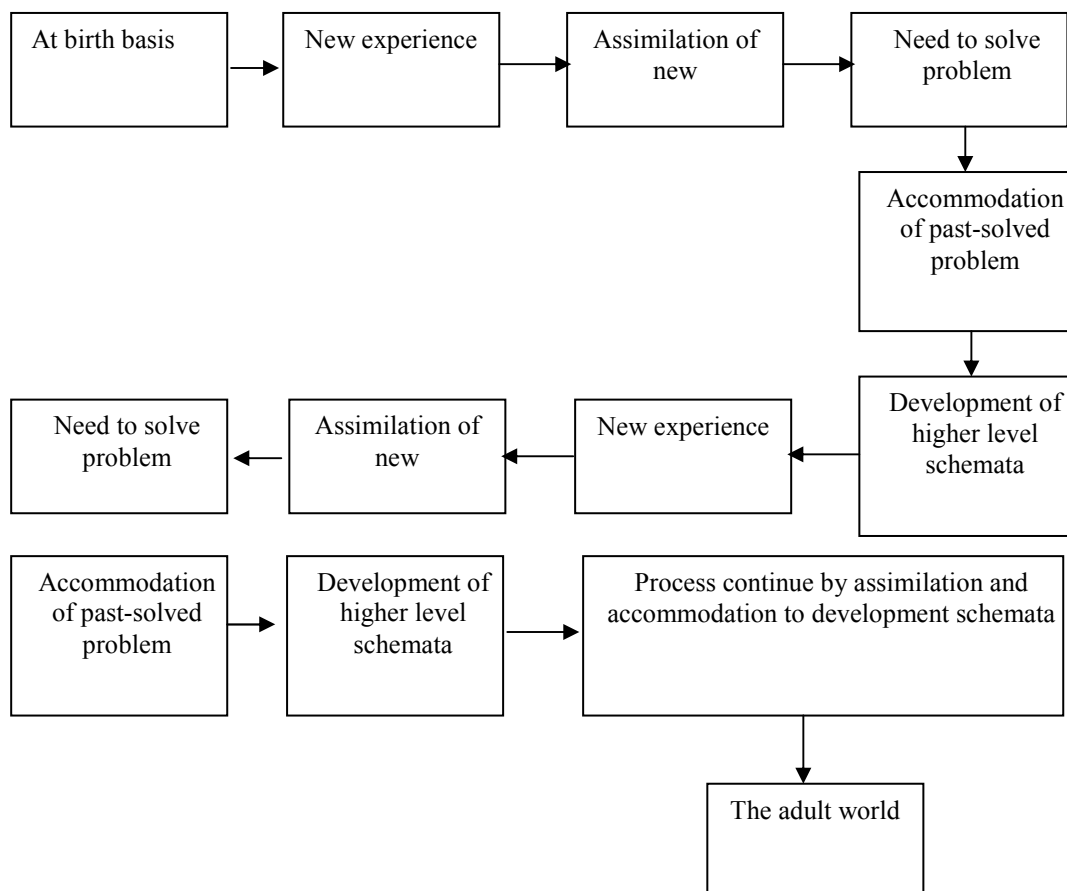 At birth basis
New experience
Assimilation of
new
Need to solve
problem
Accommodation
of past-solved
problem
Development of
higher level
schemata
New experience
Assimilation of
new
Need to solve
problem
Accommodation
of past-solved
problem
Development of
higher level
schemata
Process continue by assimilation and
accommodation to development schemata
The adult world